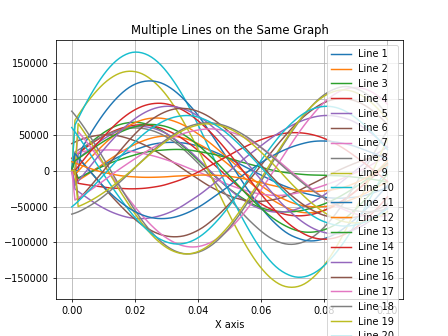 Multiple Lines on the Same Graph
150000
100000
50000
0
−50000
−100000
−150000
0.00
0.02
0.04
0.06
0.08
X axis
Line 1
Line 2
Line 3
Line 4
Line 5
Line 6
Line 7
Line 8
Line 9
Line 10
Line 11
Line 12
Line 13
Line 14
Line 15
Line 16
Line 17
Line 18
Line 19
Line 20